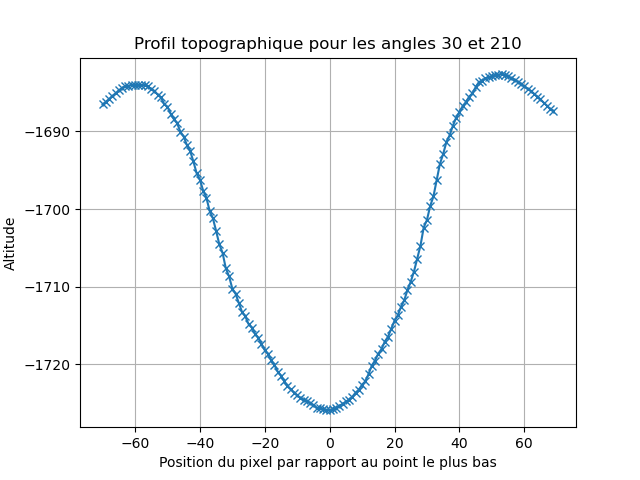 Profil topographique pour les angles 30 et 210
Altitude
−1690
−1700
−1710
−1720
−60 −40 −20 0 20 40 60
Position du pixel par rapport au point le plus bas